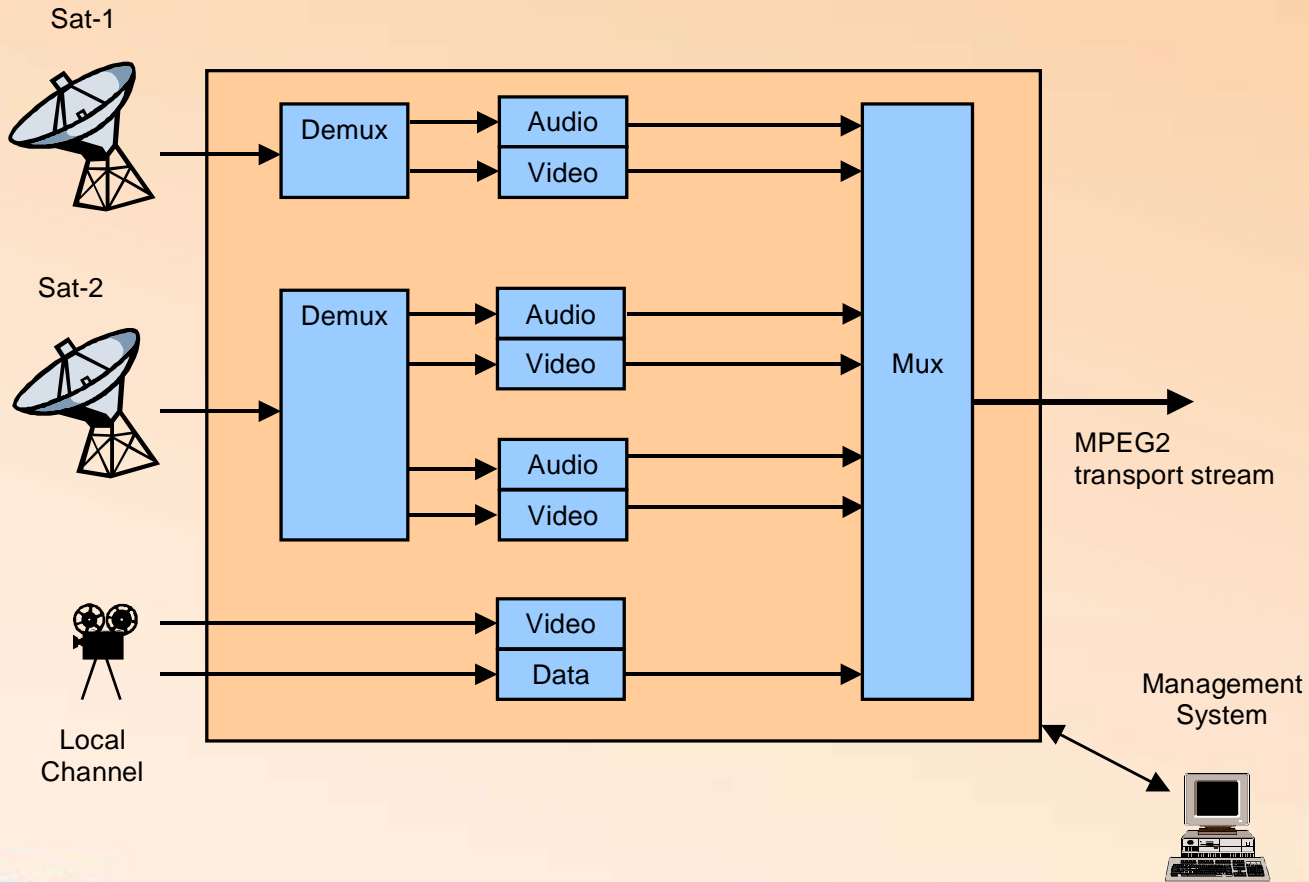 Sat-1
Demux
Audio
Video
Sat-2
Demux
Audio
Video
Mux
Audio
Video
MPEG2
transport stream
Video
Data
Local
Channel
Management
System